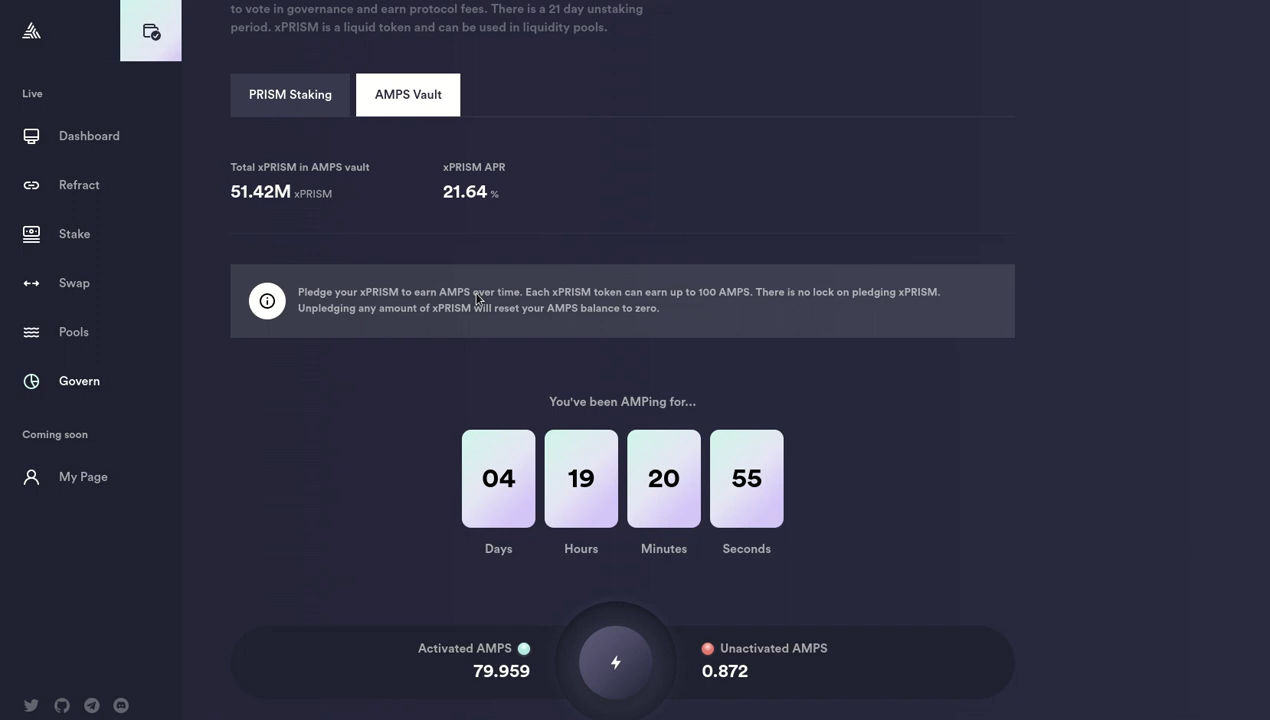 to vote in governance and earn protocol fees. There is a 21 day unstaking
period. xPRISM is a liquid token and can be used in liquidity pools.
Live
Dashboard
Refract
Stake
Swap
Pools
Govern
Coming soon
My Page
PRISM Staking
AMPS Vault
Total xPRISM in AMPS vault
51.42M xPRISM
xPRISM APR
21.64 %
Pledge your xPRISM to earn AMPS over time. Each xPRISM token can earn up to 100 AMPS. There is no lock on pledging xPRISM.
Unpledging any amount of xPRISM will reset your AMPS balance to zero.
You've been AMPing for...
04
19
20
55
Days
Hours
Minutes
Seconds
Activated AMPS
79.959
Unactivated AMPS
0.872